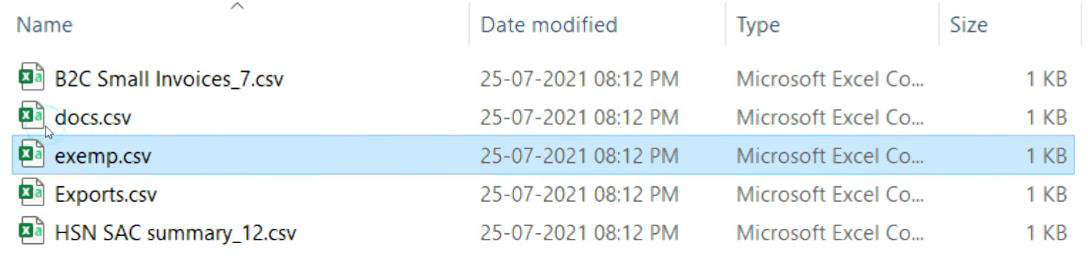 Name Date modified Type Size
B2C Small Invoices_7.csv 25-07-2021 08:12 PM Microsoft Excel Co... 1 KB
docs.csv 25-07-2021 08:12 PM Microsoft Excel Co... 1 KB
exemp.csv 25-07-2021 08:12 PM Microsoft Excel Co... 1 KB
Exports.csv 25-07-2021 08:12 PM Microsoft Excel Co... 1 KB
HSN SAC summary_12.csv 25-07-2021 08:12 PM Microsoft Excel Co... 1 KB